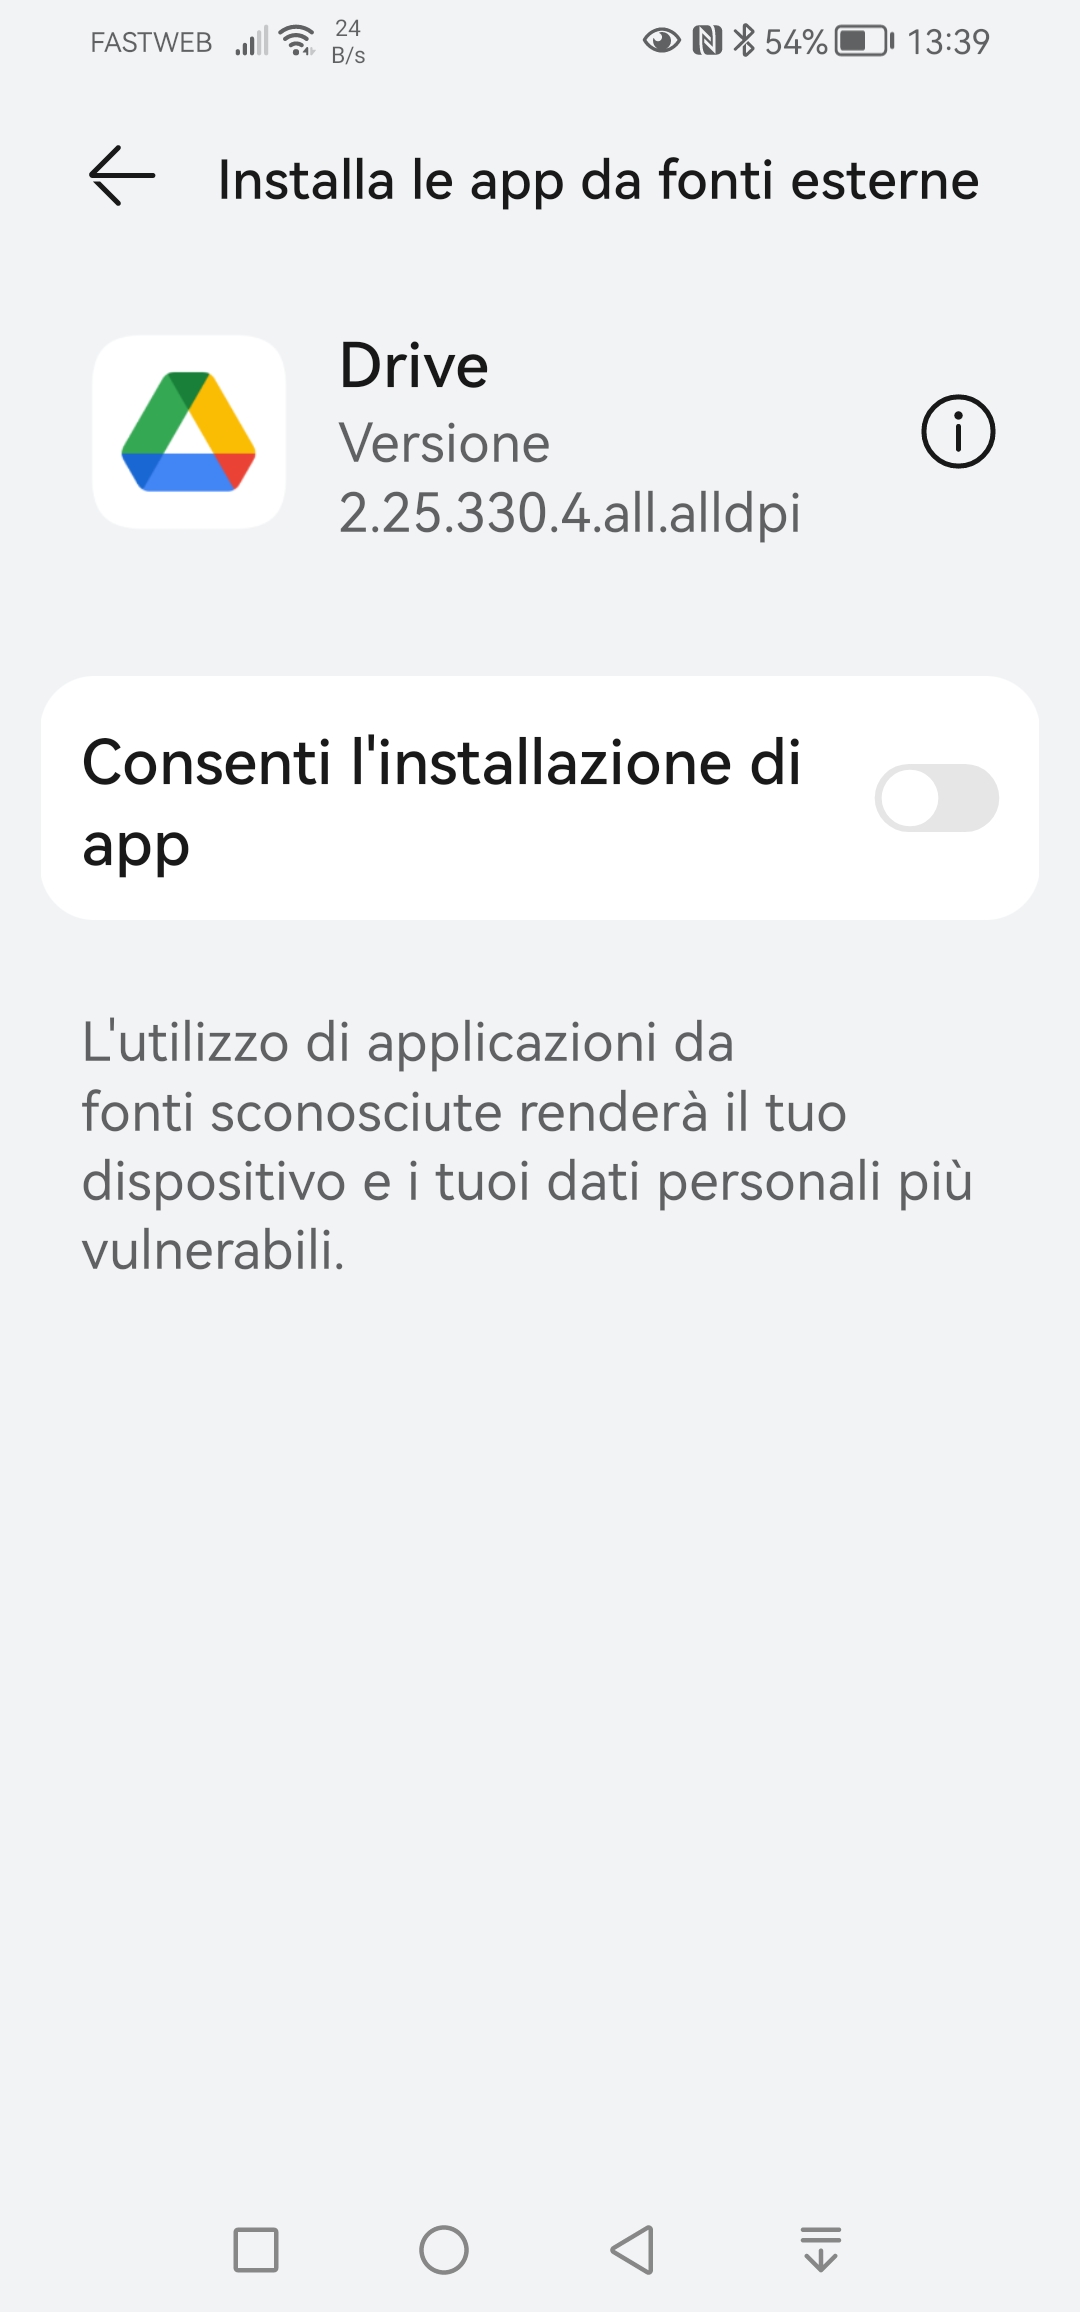 FASTWEB 24 B/s 54% 13:39
Installa le app da fonti esterne
Drive
Versione
2.25.330.4.all.alldpi
Consenti l'installazione di
app
L'utilizzo di applicazioni da
fonti sconosciute renderà il tuo
dispositivo e i tuoi dati personali più
vulnerabili.